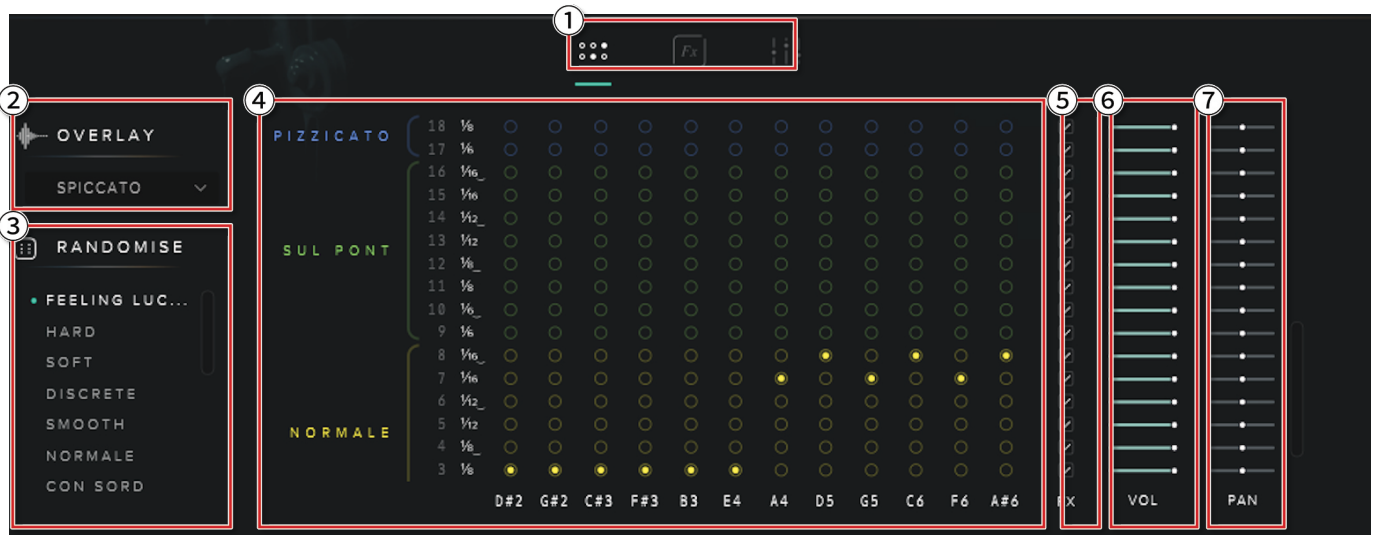 1
Fx
2
OVERLAY
SPICCATO
3
RANDOMISE
FEELING LUC...
HARD
SOFT
DISCRETE
SMOOTH
NORMALE
CON SORD
4
PIZZICATO
SUL PONT
NORMALE
18 1/8
17 1/6
16 1/16_
15 1/16
14 1/12_
13 1/12
12 1/8_
11 1/8
10 1/6_
9 1/6
8 1/16_
7 1/16
6 1/12_
5 1/12
4 1/8_
3 1/8
D#2 G#2 C#3 F#3 B3 E4 A4 D5 G5 C6 F6 A#6
5
FX
6
VOL
7
PAN